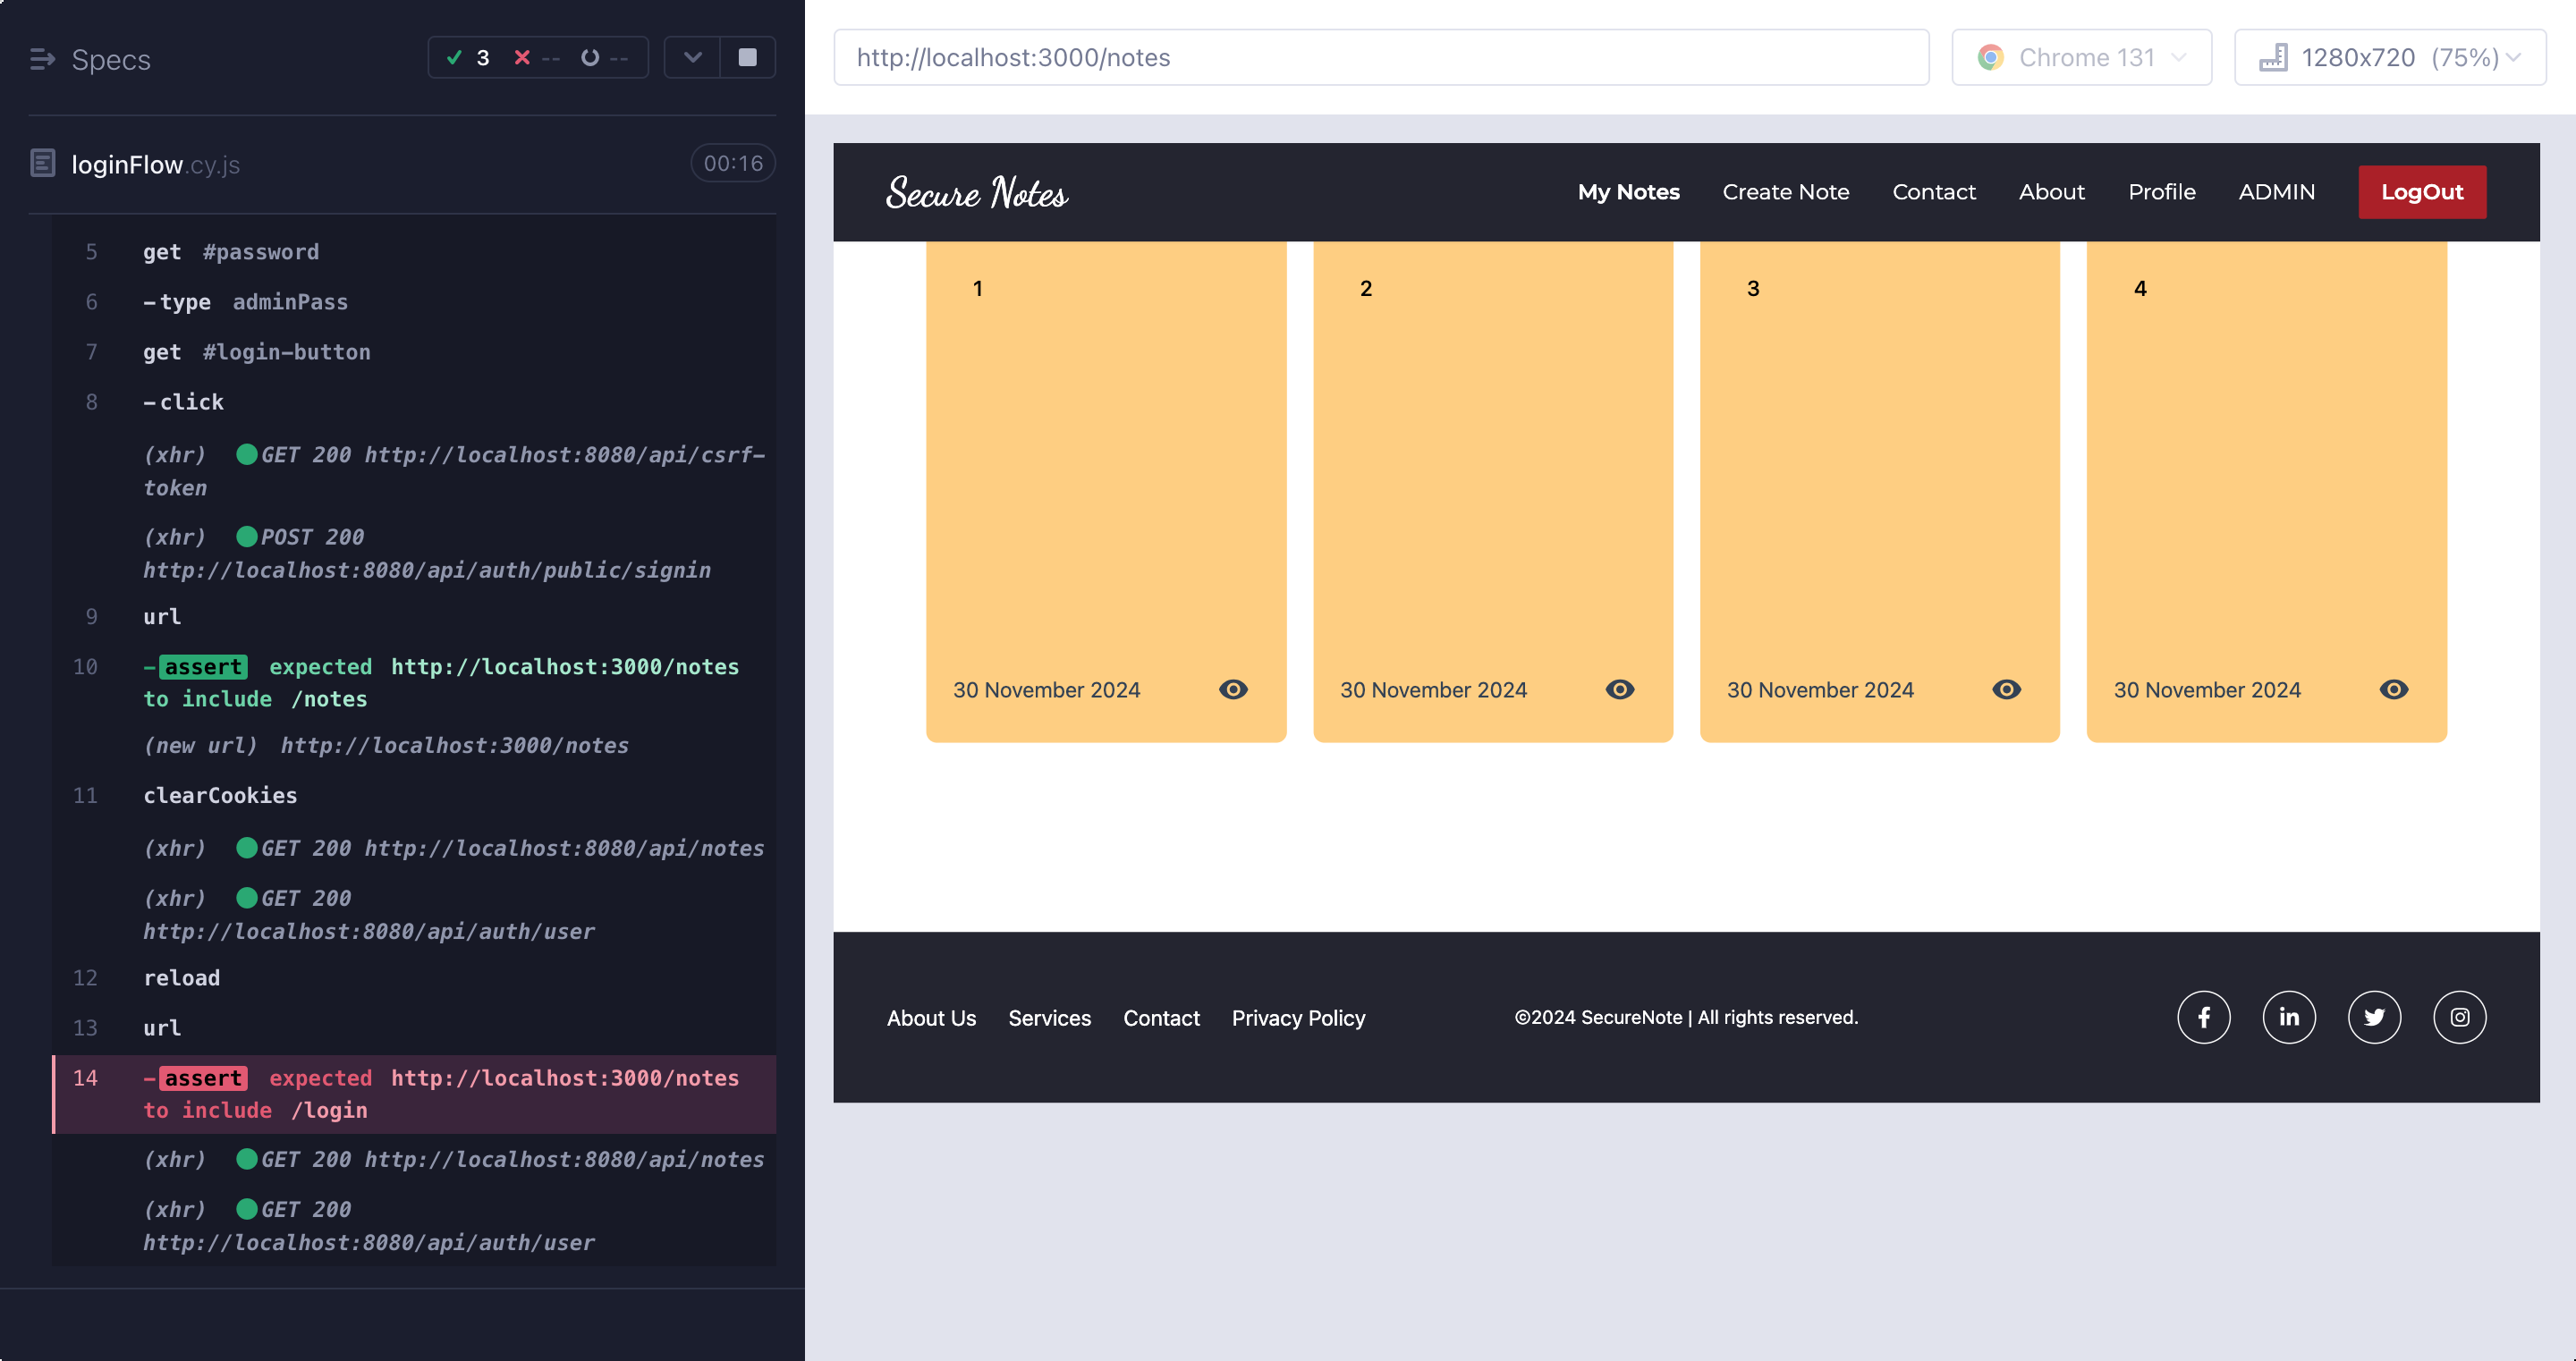 Specs
3 -- --
loginFlow.cy.js
00:16
5 get #password
6 -type adminPass
7 get #login-button
8 -click
(xhr) GET 200 http://localhost:8080/api/csrf-
token
(xhr) POST 200
http://localhost:8080/api/auth/public/signin
9 url
10 -assert expected http://localhost:3000/notes
to include /notes
(new url) http://localhost:3000/notes
11 clearCookies
(xhr) GET 200 http://localhost:8080/api/notes
(xhr) GET 200
http://localhost:8080/api/auth/user
12 reload
13 url
14 -assert expected http://localhost:3000/notes
to include /login
(xhr) GET 200 http://localhost:8080/api/notes
(xhr) GET 200
http://localhost:8080/api/auth/user
http://localhost:3000/notes
Chrome 131
1280x720 (75%)
Secure Notes
My Notes Create Note Contact About Profile ADMIN LogOut
1 2 3 4
30 November 2024 30 November 2024 30 November 2024 30 November 2024
About Us Services Contact Privacy Policy
©2024 SecureNote | All rights reserved.